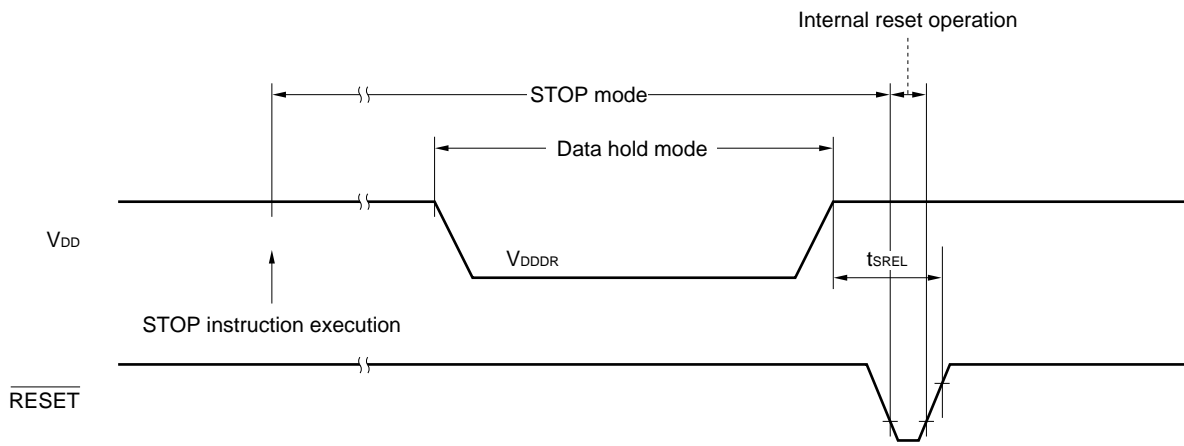 Internal reset operation
STOP mode
Data hold mode
VDD
VDDDR
tSREL
STOP instruction execution
RESET